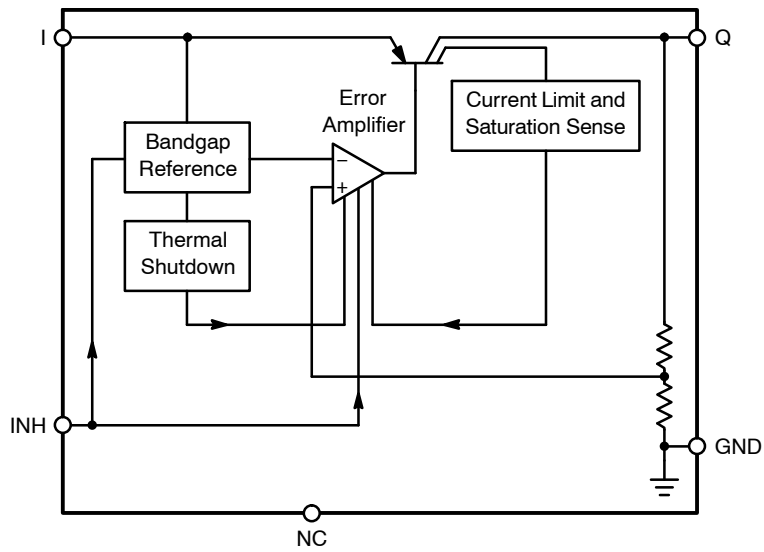 I
Q
Error
Amplifier
Current Limit and
Saturation Sense
Bandgap
Reference
−
+
Thermal
Shutdown
INH
GND
NC